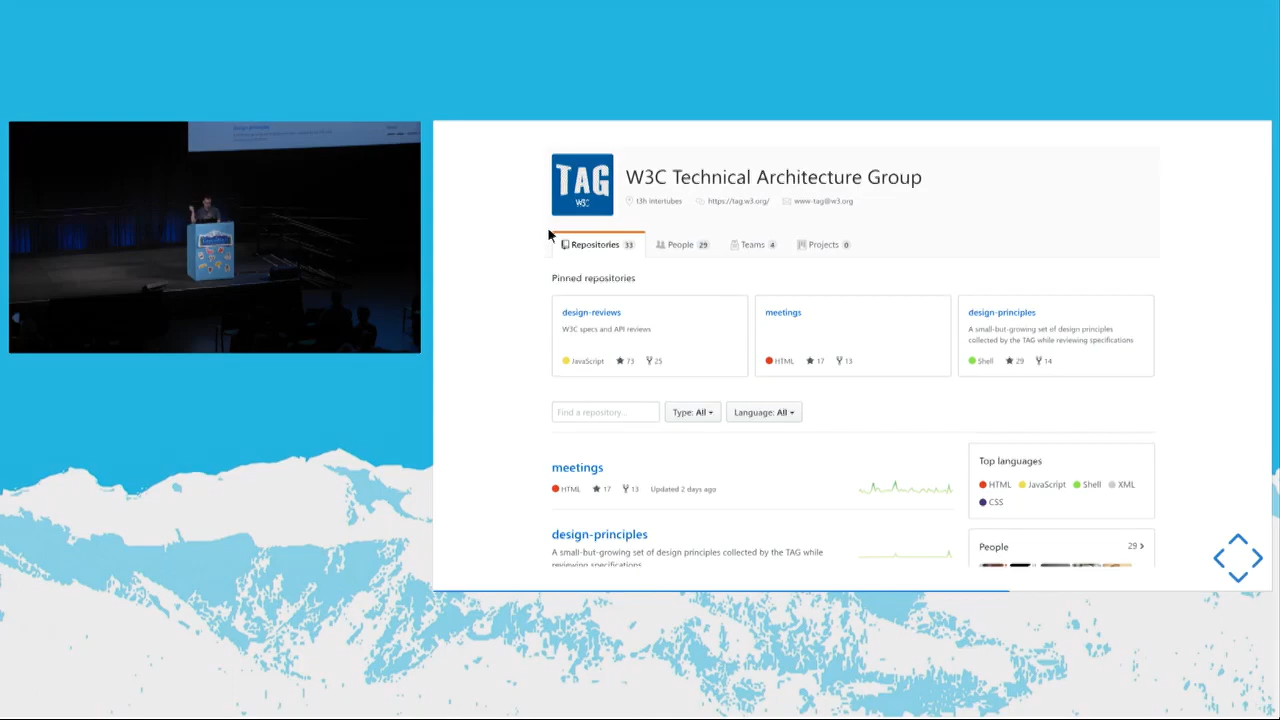 TAG
W3C
W3C Technical Architecture Group
t3h Intertubes https://tag.w3.org/ www-tag@w3.org
Repositories 33 People 29 Teams 4 Projects 0
Pinned repositories
design-reviews
W3C specs and API reviews
JavaScript 73 25
meetings
HTML 17 13
design-principles
A small-but-growing set of design principles
collected by the TAG while reviewing specifications
Shell 29 14
Find a repository...
Type: All
Language: All
meetings
HTML 17 13 Updated 2 days ago
design-principles
A small-but-growing set of design principles collected by the TAG while
reviewing specifications
Top languages
HTML JavaScript Shell XML
CSS
People 29